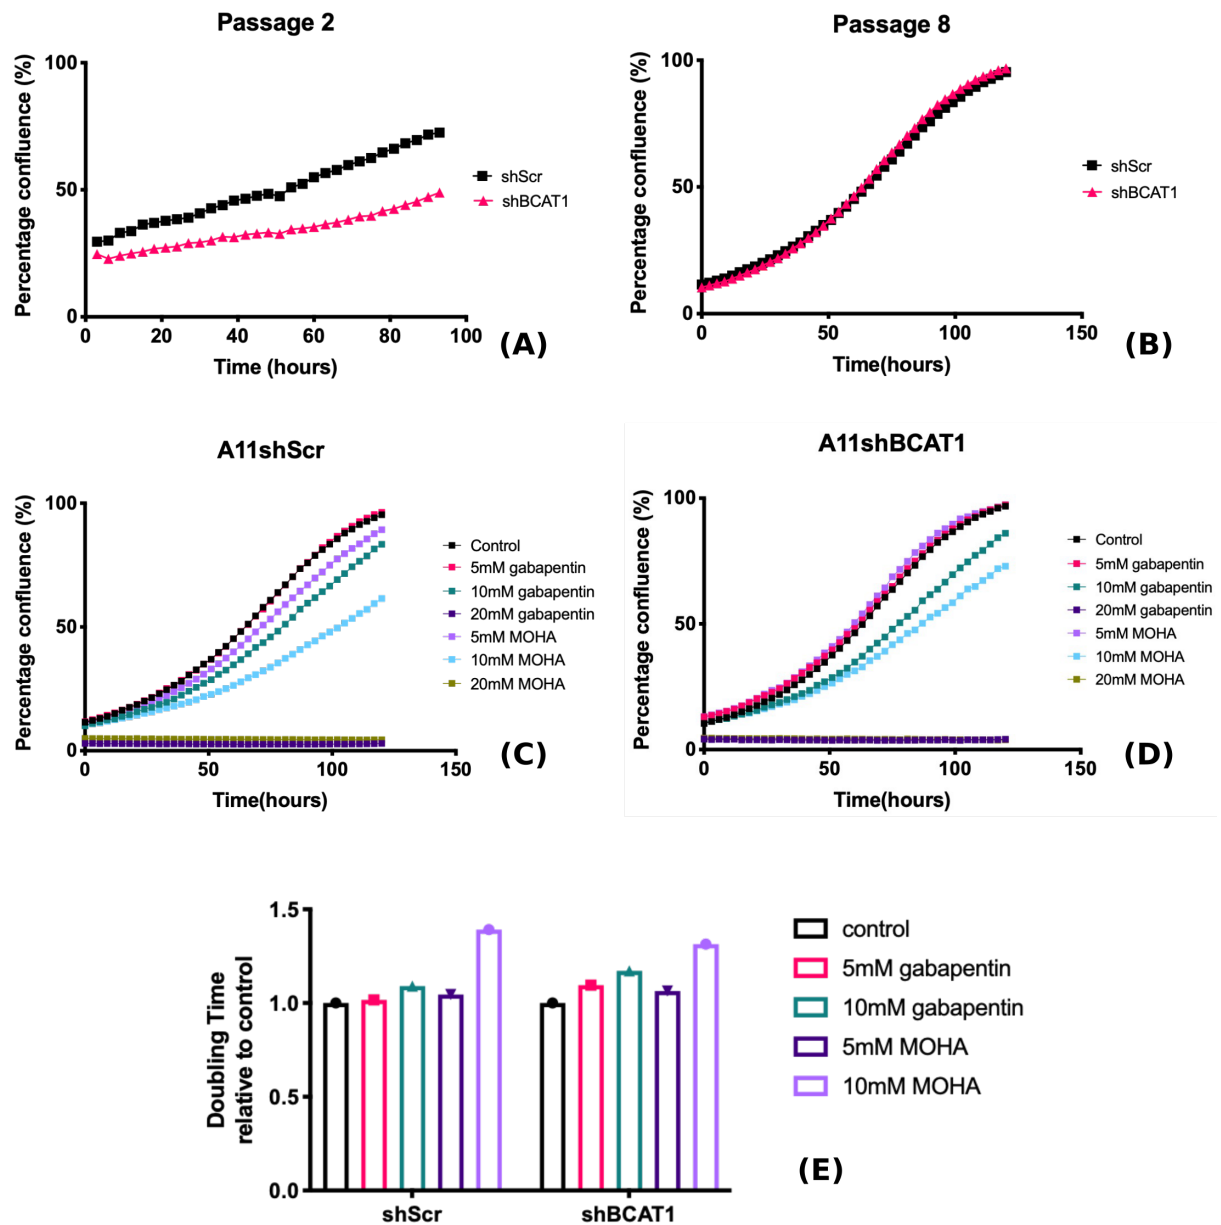 Passage 2
Percentage confluence (%)
100
50
0
0 20 40 60 80 100
Time (hours)
shScr
shBCAT1
(A)
Passage 8
Percentage confluence (%)
100
50
0
0 50 100 150
Time(hours)
shScr
shBCAT1
(B)
A11shScr
Percentage confluence (%)
100
50
0
0 50 100 150
Time(hours)
Control
5mM gabapentin
10mM gabapentin
20mM gabapentin
5mM MOHA
10mM MOHA
20mM MOHA
(C)
A11shBCAT1
Percentage confluence (%)
100
50
0
0 50 100 150
Time(hours)
Control
5mM gabapentin
10mM gabapentin
20mM gabapentin
5mM MOHA
10mM MOHA
20mM MOHA
(D)
Doubling Time
relative to control
1.5
1.0
0.5
0.0
shScr shBCAT1
control
5mM gabapentin
10mM gabapentin
5mM MOHA
10mM MOHA
(E)